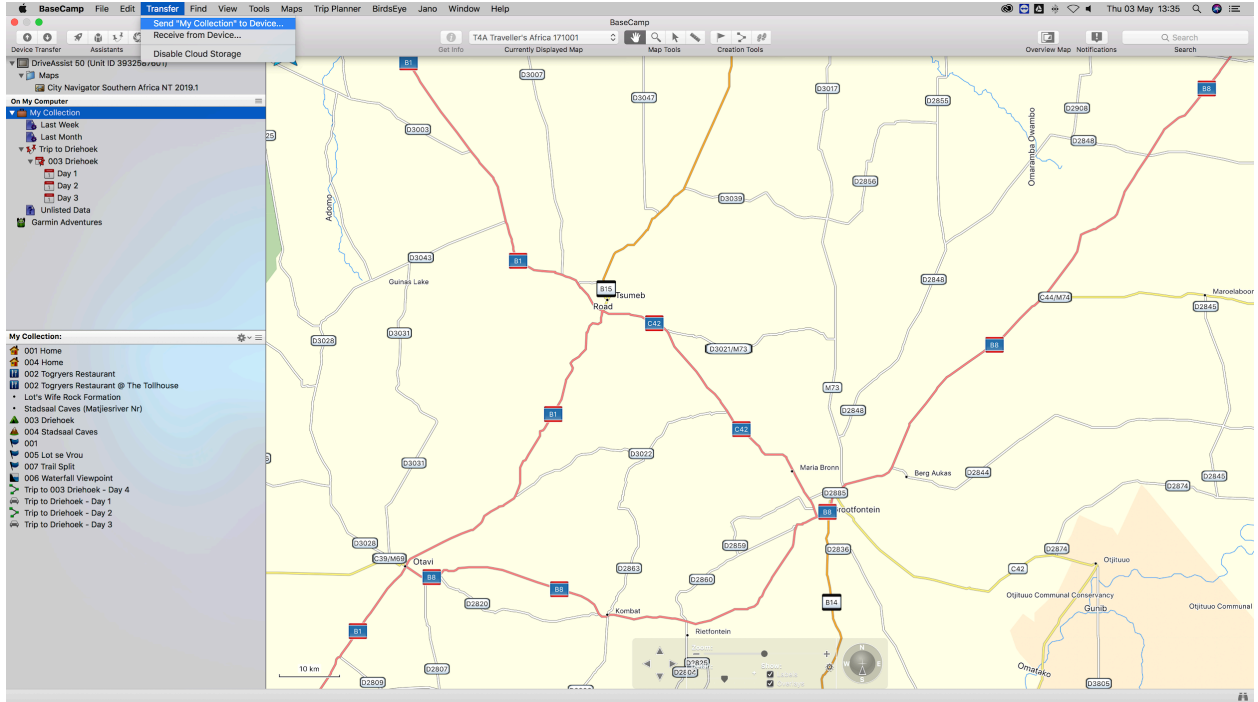 BaseCamp File Edit Transfer Find View Tools Maps Trip Planner BirdsEye Jano Window Help
Thu 03 May 13:35
BaseCamp
Send "My Collection" to Device...
Receive from Device...
Disable Cloud Storage
T4A Traveller's Africa 171001
Search
Device Transfer Assistants Get Info Currently Displayed Map Map Tools Creation Tools Overview Map Notifications Search
DriveAssist 50 (Unit ID 3932567601)
Maps
City Navigator Southern Africa NT 2019.1
On My Computer
My Collection
Last Week
Last Month
Trip to Driehoek
003 Driehoek
Day 1
Day 2
Day 3
Unlisted Data
Garmin Adventures
My Collection:
001 Home
004 Home
002 Togryers Restaurant
002 Togryers Restaurant @ The Tollhouse
Lot's Wife Rock Formation
Stadsaal Caves (Matjiesriver Nr)
003 Driehoek
004 Stadsaal Caves
001
005 Lot se Vrou
007 Trail Split
006 Waterfall Viewpoint
Trip to 003 Driehoek - Day 4
Trip to Driehoek - Day 1
Trip to Driehoek - Day 2
Trip to Driehoek - Day 3
B1
D3007
D3017
B8
D3047
D2855
D2908
D3003
25
D2848
Omaramba Owambo
D2856
D3039
Adomo
D3043
B1
Guinas Lake
D2848
B15
Tsumeb
Road
C44/M74
Maroelaboom
D2845
C42
D3031
D3028
D3021/M73
B8
M73
D2848
B1
C42
D3022
D3031
Maria Bronn
Berg Aukas
D2844
D2845
D2874
D2885
B8
rootfontein
D3028
D2859
D2836
D2874
C39/M69
Otavi
Otjituuo
D2863
C42
B8
D2860
B8
Otjituuo Communal Conservancy
D2820
B14
Gunib
Otjituuo Communal
Kombat
B1
Rietfontein
N
W
E
S
D2835
D2807
D2804
Omatako
10 km
D2809
D3805